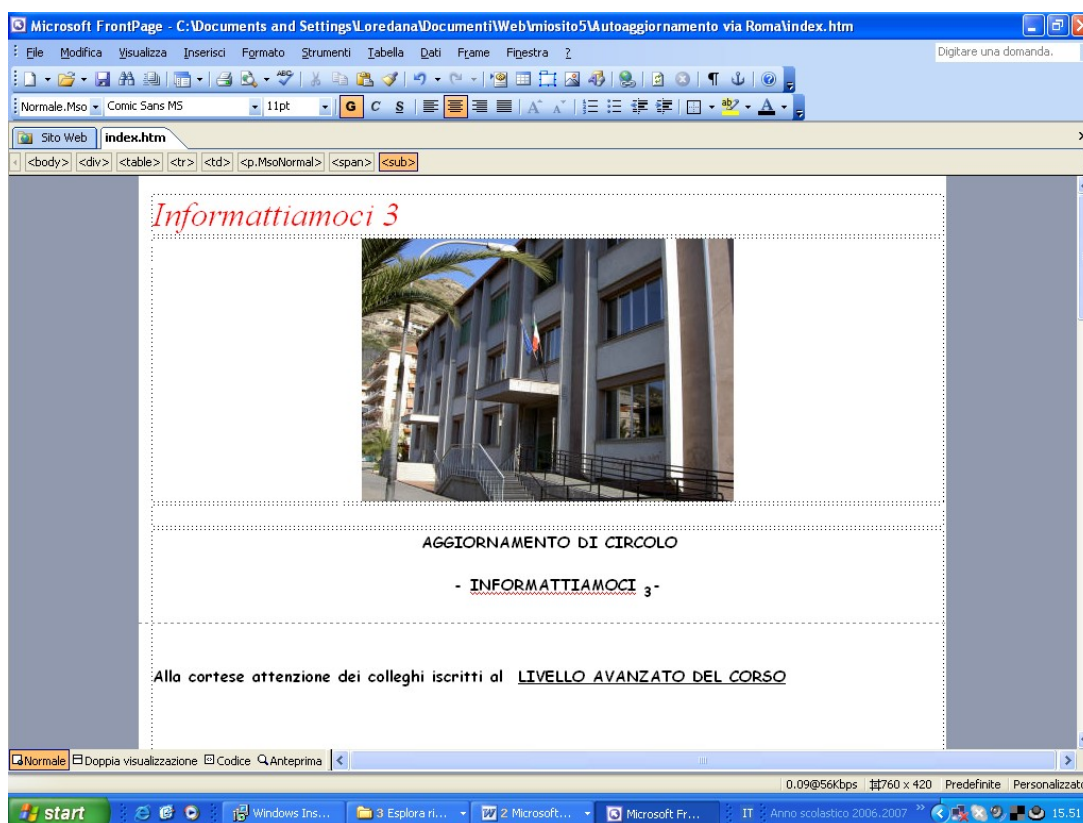 Microsoft FrontPage - C:\Documents and Settings\Loredana\Documenti\Web\miosito5\Autoaggiornamento via Roma\index.htm
File Modifica Visualizza Inserisci Formato Strumenti Tabella Dati Frame Finestra ?
Digitare una domanda.
Normale.Mso Comic Sans MS 11pt G C S
Sito Web index.htm
<body> <div> <table> <tr> <td> <p.MsoNormal> <span> <sub>
Informattiamoci 3
AGGIORNAMENTO DI CIRCOLO
- INFORMATTIAMOCI 3-
Alla cortese attenzione dei colleghi iscritti al LIVELLO AVANZATO DEL CORSO
Normale Doppia visualizzazione Codice Anteprima
0.09@56Kbps 760 x 420 Predefinite Personalizzato
start Windows Ins... 3 Esplora ri... 2 Microsoft... Microsoft Fr... IT Anno scolastico 2006.2007 » 15.51